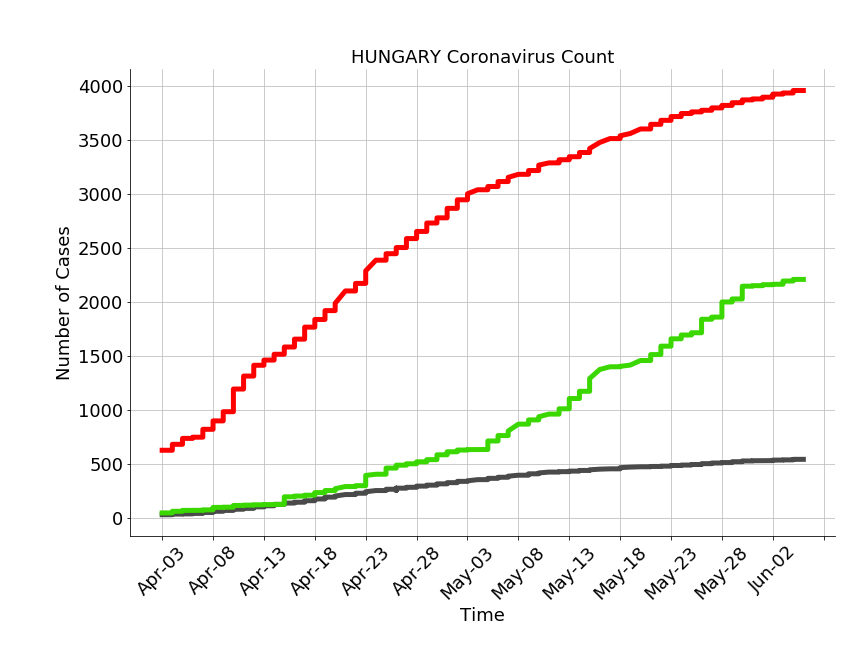 HUNGARY Coronavirus Count
4000
3500
3000
2500
2000
1500
1000
500
0
Number of Cases
Apr-03
Apr-08
Apr-13
Apr-18
Apr-23
Apr-28
May-03
May-08
May-13
May-18
May-23
May-28
Jun-02
Time